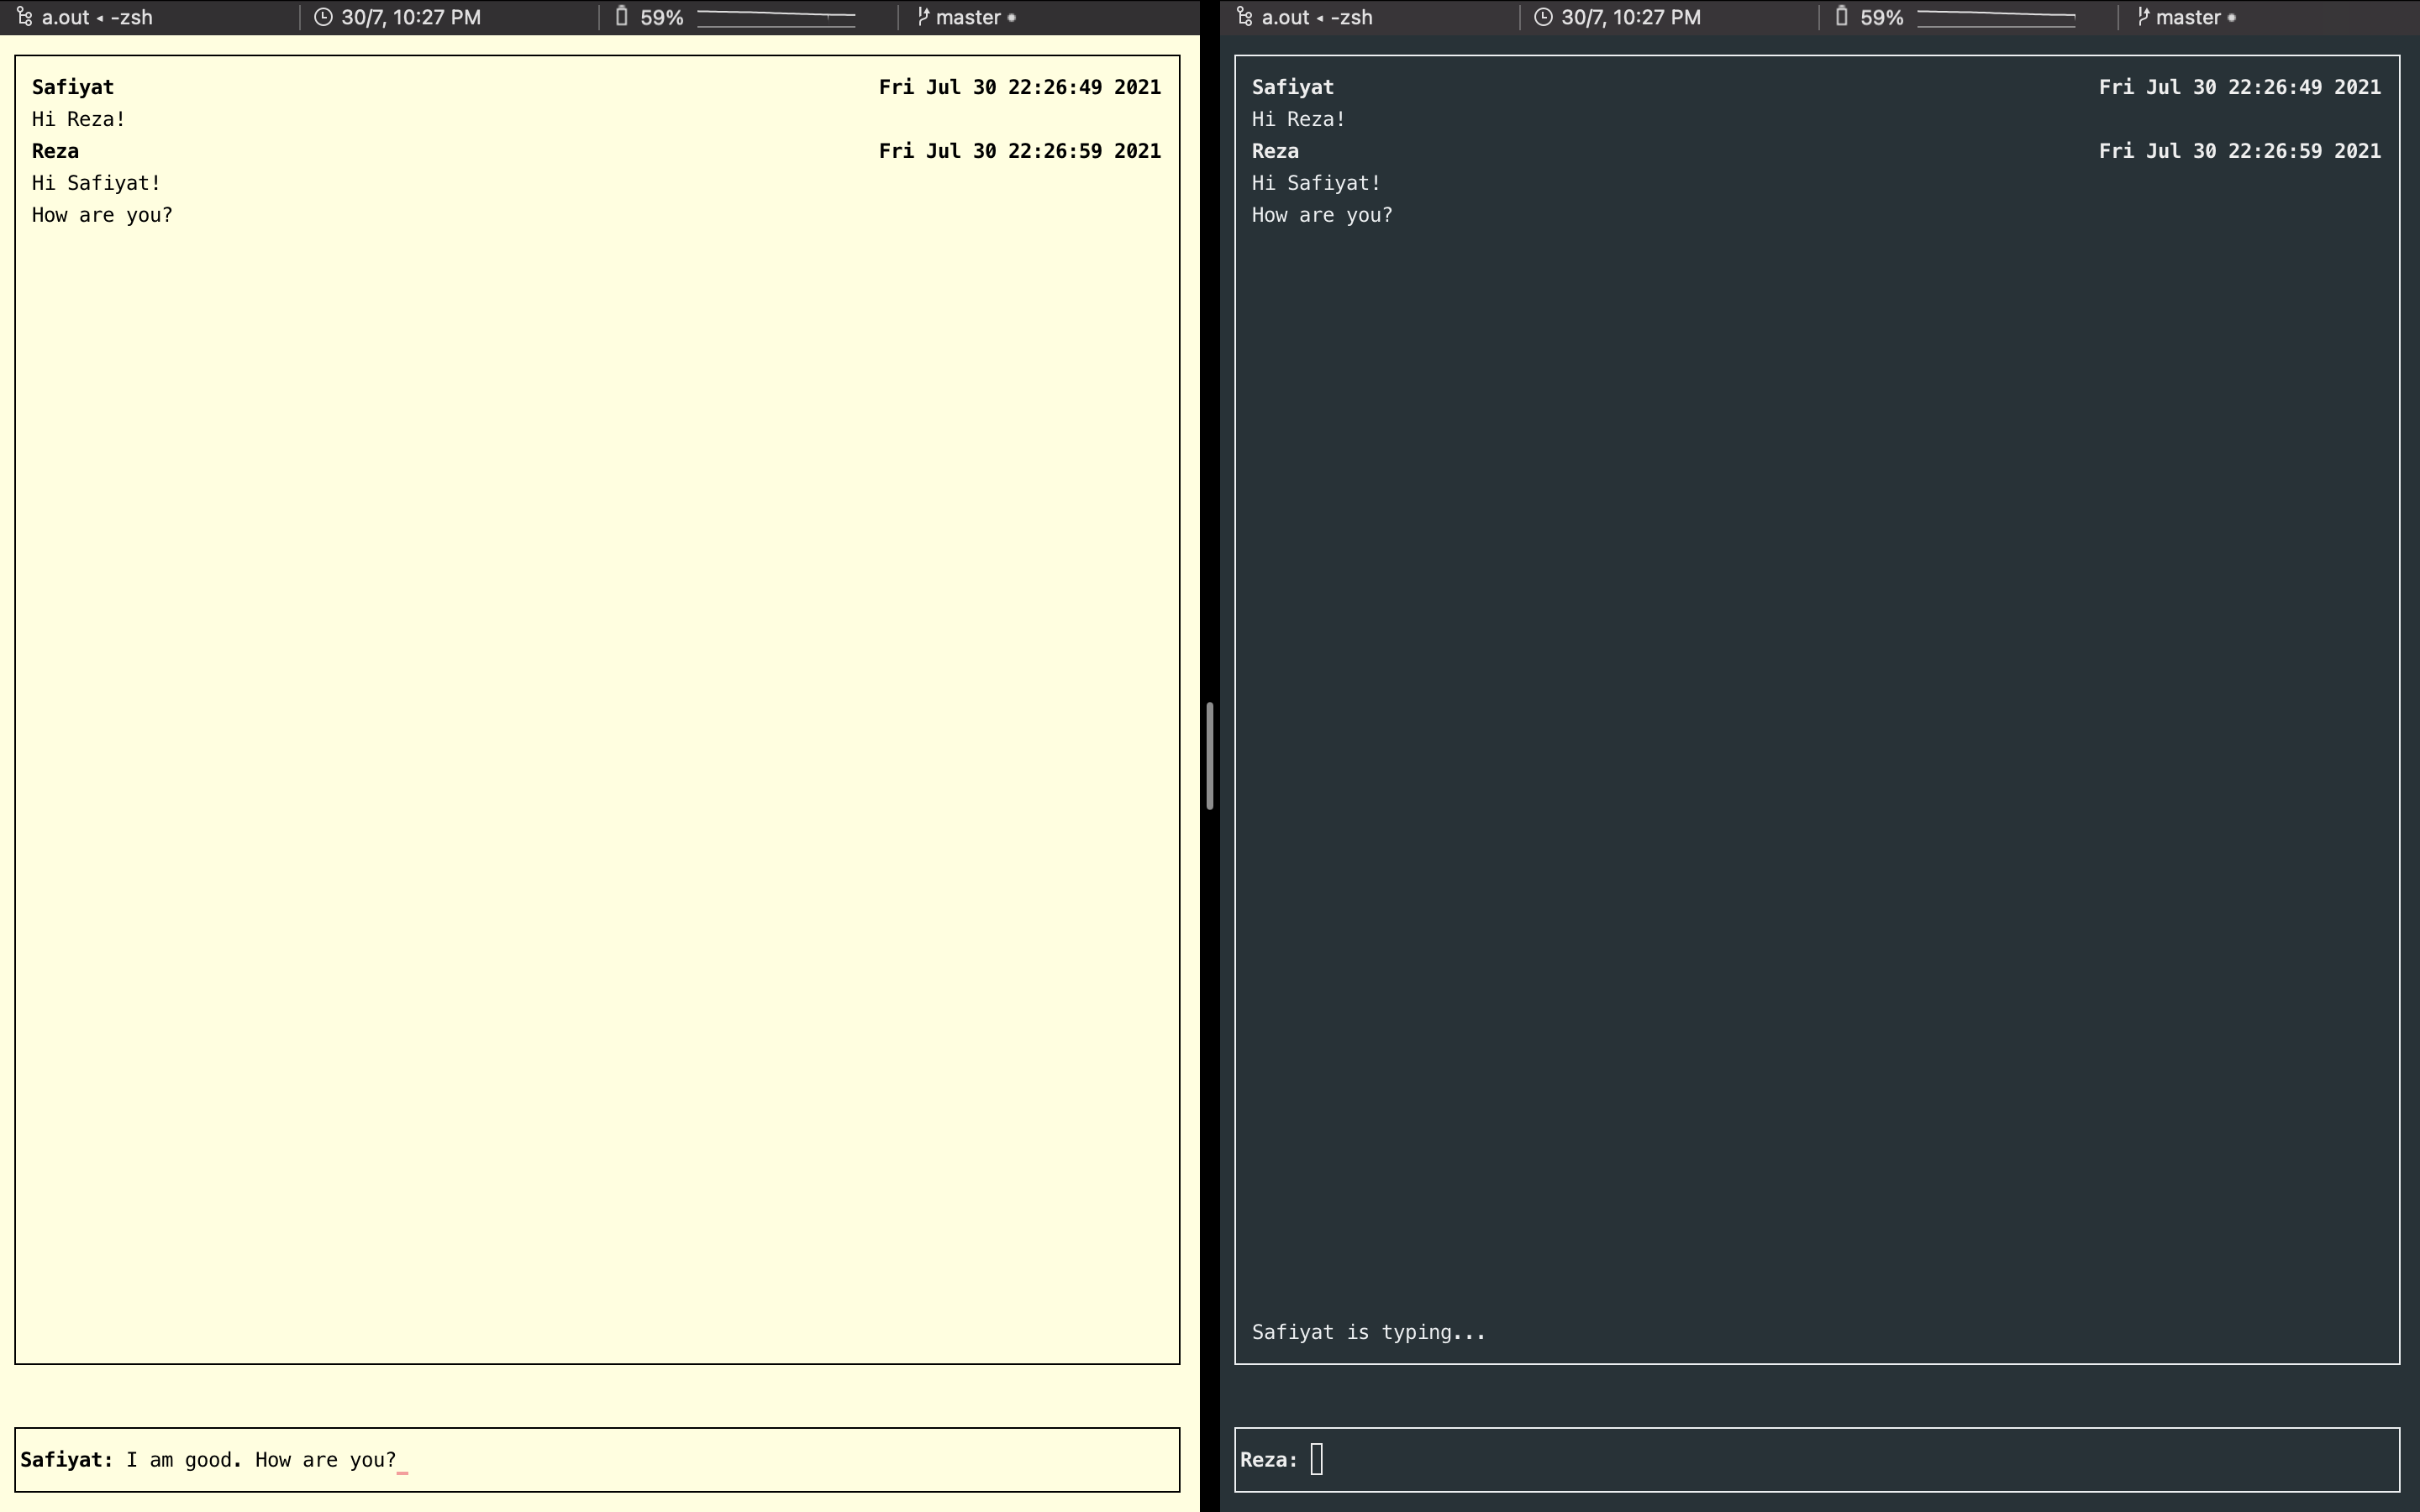 a.out ◂ -zsh 30/7, 10:27 PM 59% master
Safiyat Fri Jul 30 22:26:49 2021
Hi Reza!
Reza Fri Jul 30 22:26:59 2021
Hi Safiyat!
How are you?
Safiyat: I am good. How are you?_
a.out ◂ -zsh 30/7, 10:27 PM 59% master
Safiyat Fri Jul 30 22:26:49 2021
Hi Reza!
Reza Fri Jul 30 22:26:59 2021
Hi Safiyat!
How are you?
Safiyat is typing...
Reza: